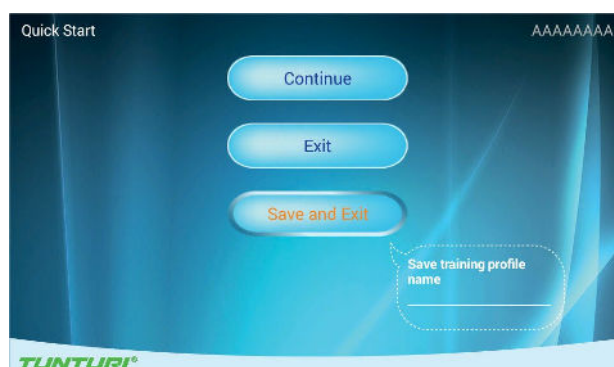 Quick Start
AAAAAAAA
Continue
Exit
Save and Exit
Save training profile
name
TUNTURI®